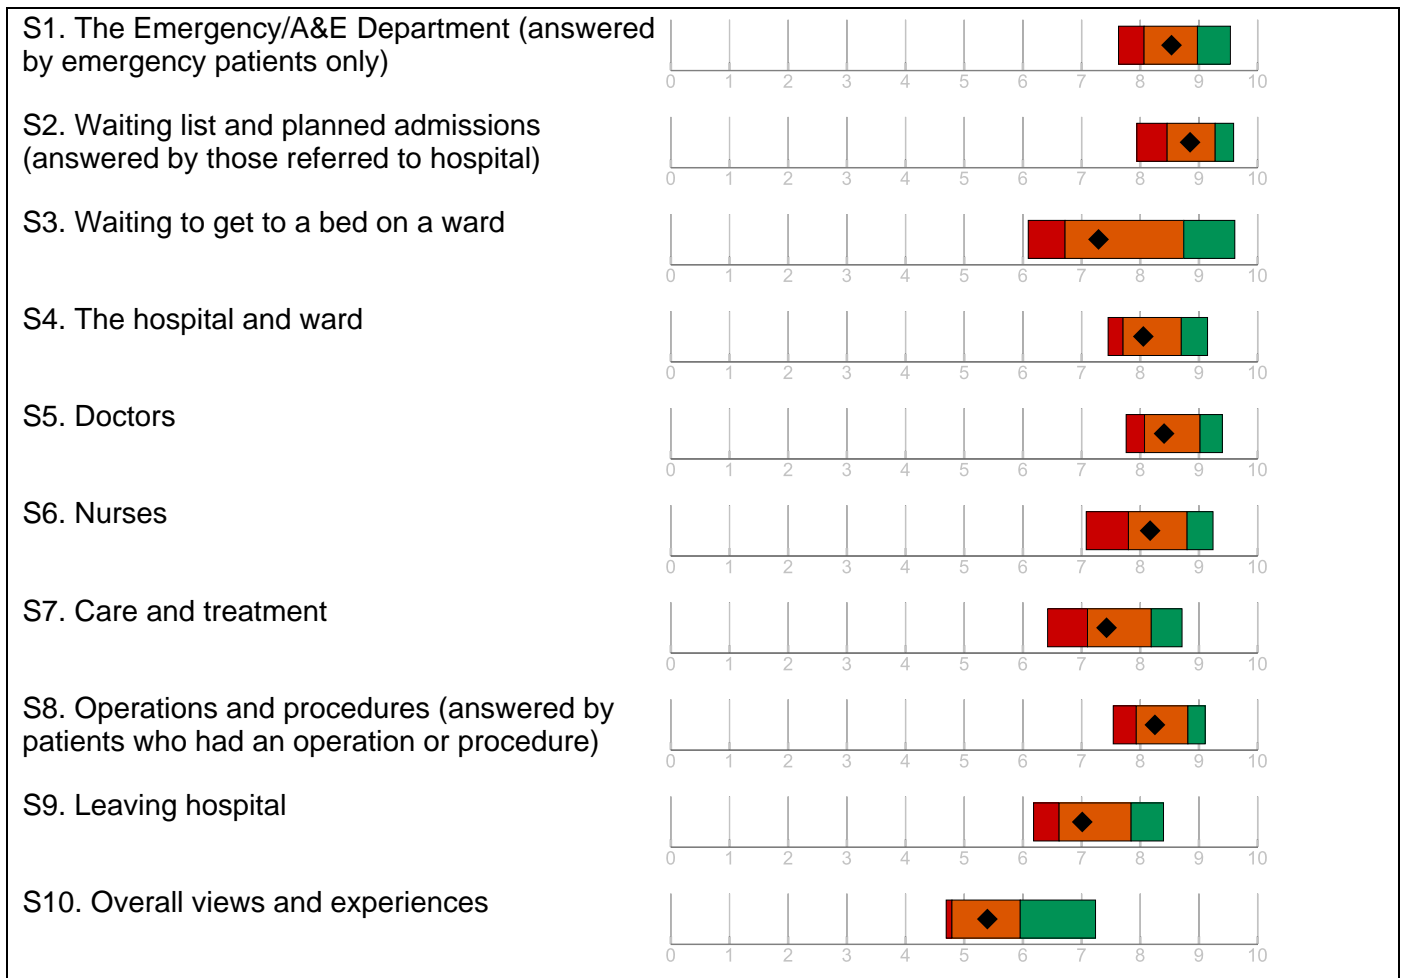 S1. The Emergency/A&E Department (answered
by emergency patients only)
0 1 2 3 4 5 6 7 8 9 10
S2. Waiting list and planned admissions
(answered by those referred to hospital)
0 1 2 3 4 5 6 7 8 9 10
S3. Waiting to get to a bed on a ward
0 1 2 3 4 5 6 7 8 9 10
S4. The hospital and ward
0 1 2 3 4 5 6 7 8 9 10
S5. Doctors
0 1 2 3 4 5 6 7 8 9 10
S6. Nurses
0 1 2 3 4 5 6 7 8 9 10
S7. Care and treatment
0 1 2 3 4 5 6 7 8 9 10
S8. Operations and procedures (answered by
patients who had an operation or procedure)
0 1 2 3 4 5 6 7 8 9 10
S9. Leaving hospital
0 1 2 3 4 5 6 7 8 9 10
S10. Overall views and experiences
0 1 2 3 4 5 6 7 8 9 10